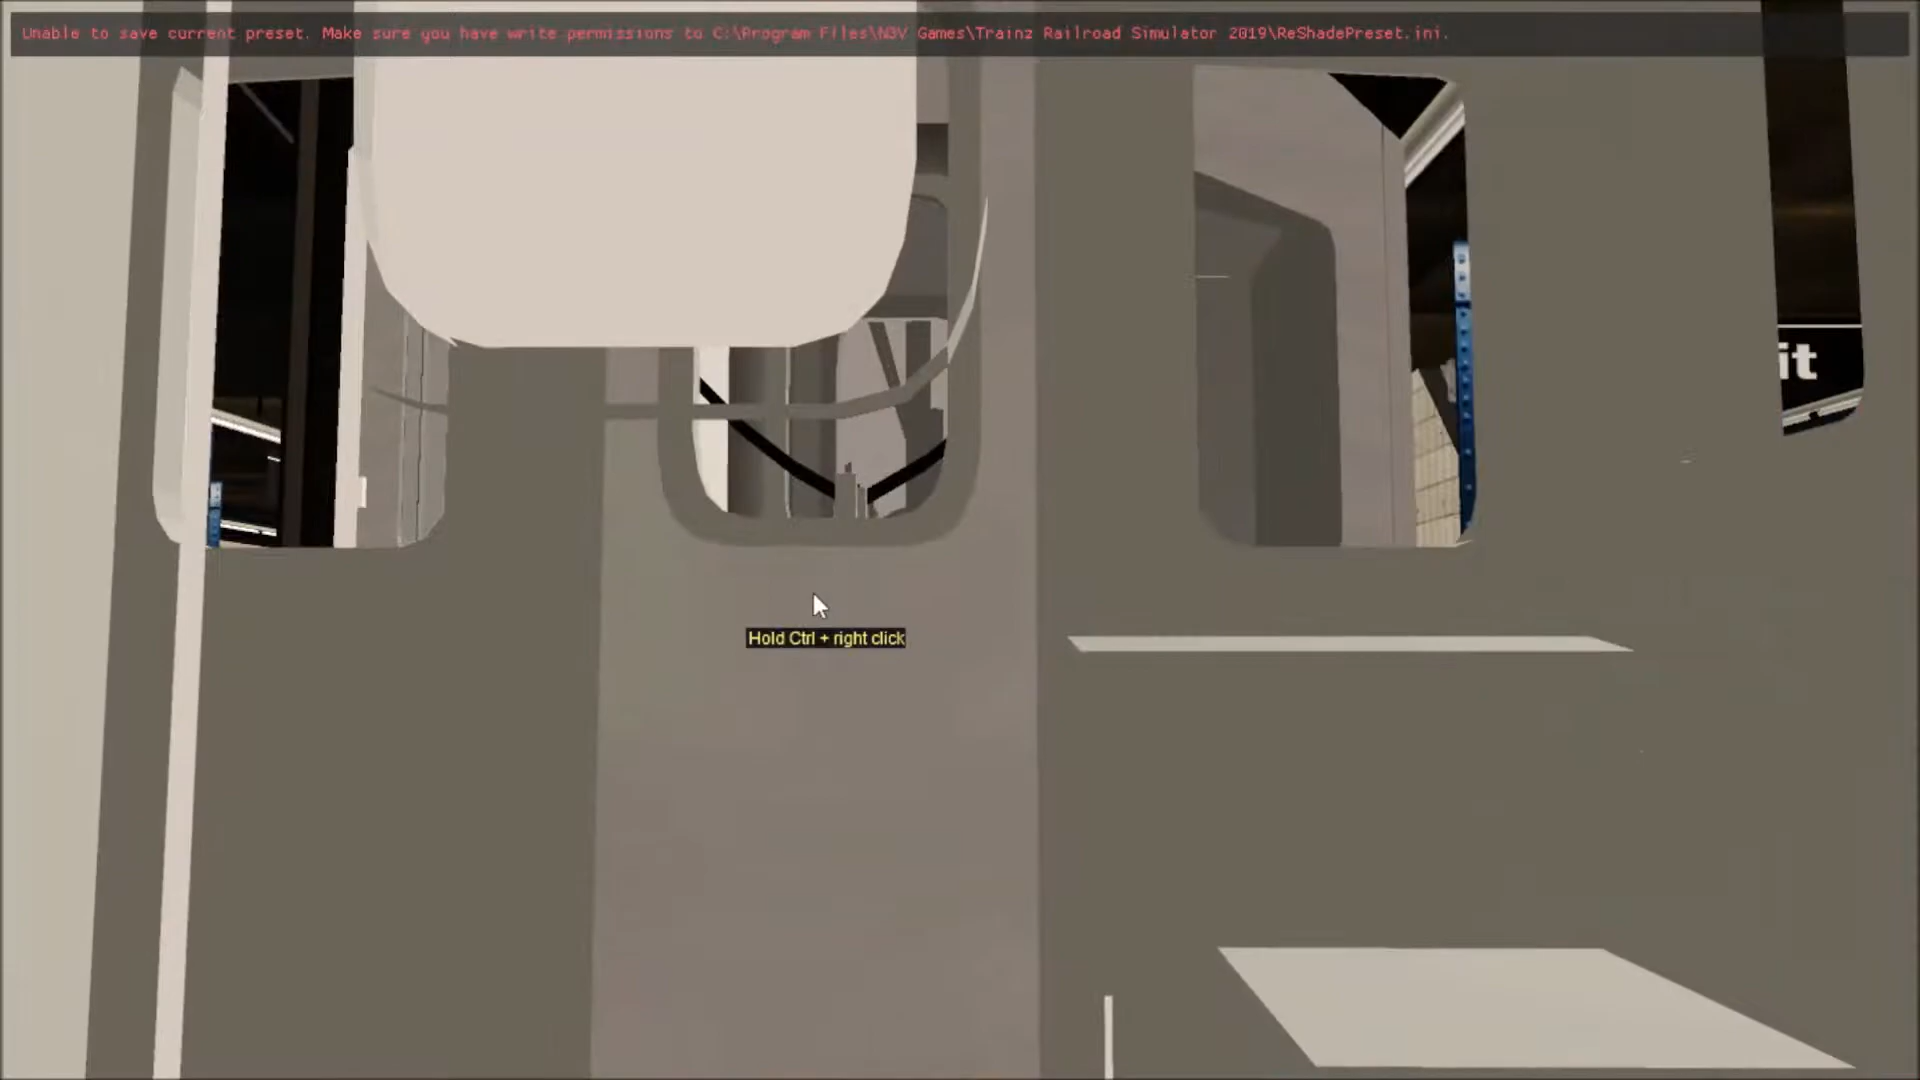 Unable to save current preset. Make sure you have write permissions to C:\Program Files\N3V Games\Trainz Railroad Simulator 2019\ReShadePreset.ini.
it
Hold Ctrl + right click